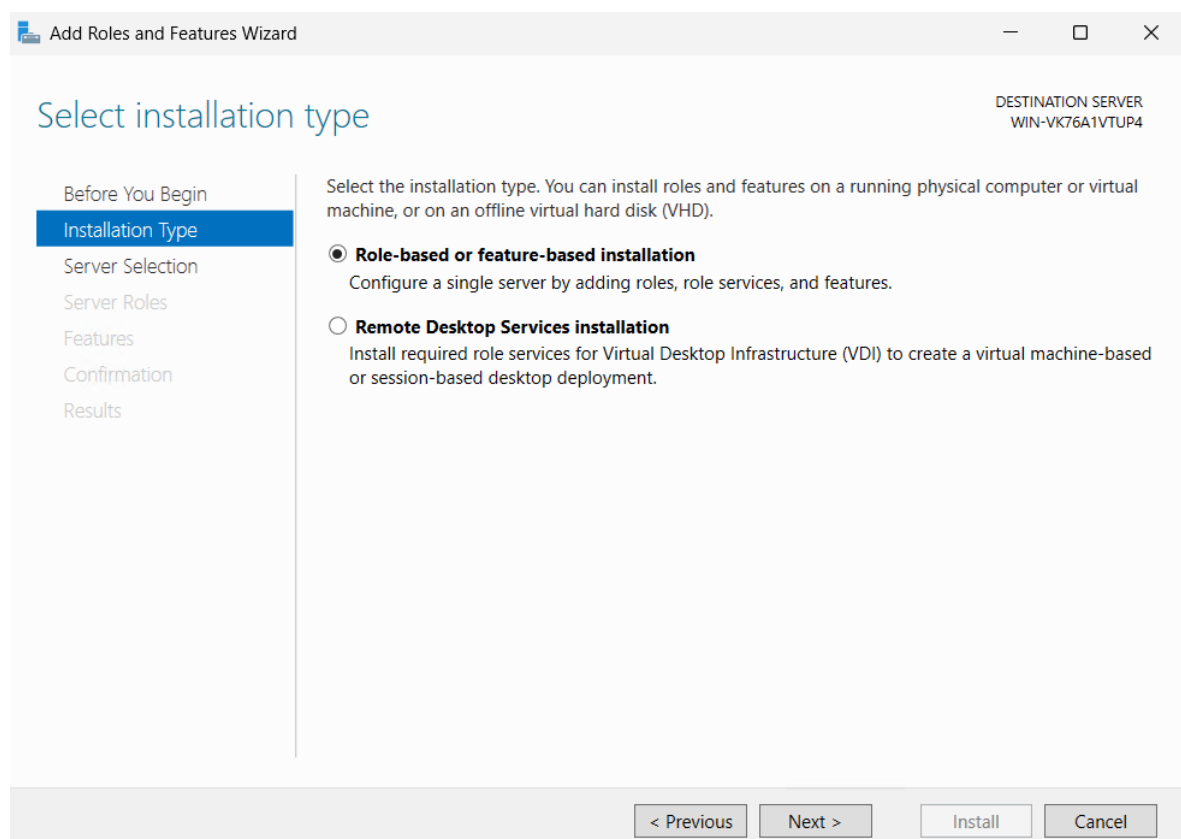 Add Roles and Features Wizard
Select installation type
DESTINATION SERVER
WIN-VK76A1VTUP4
Before You Begin
Installation Type
Server Selection
Server Roles
Features
Confirmation
Results
Select the installation type. You can install roles and features on a running physical computer or virtual
machine, or on an offline virtual hard disk (VHD).
Role-based or feature-based installation
Configure a single server by adding roles, role services, and features.
Remote Desktop Services installation
Install required role services for Virtual Desktop Infrastructure (VDI) to create a virtual machine-based
or session-based desktop deployment.
< Previous
Next >
Install
Cancel